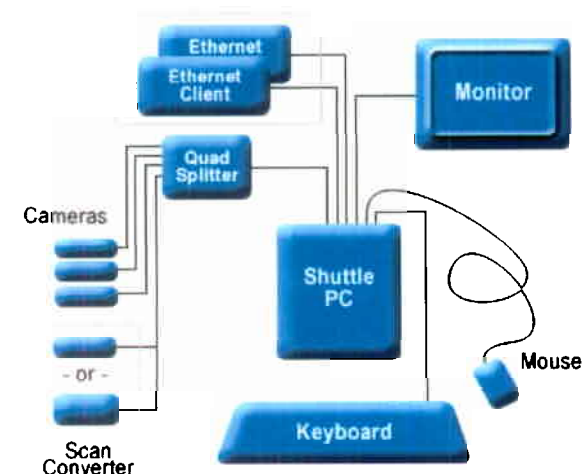 Ethernet
Ethernet
Client
Monitor
Quad
Splitter
Cameras
Shuttle
PC
Mouse
- or -
Keyboard
Scan
Converter